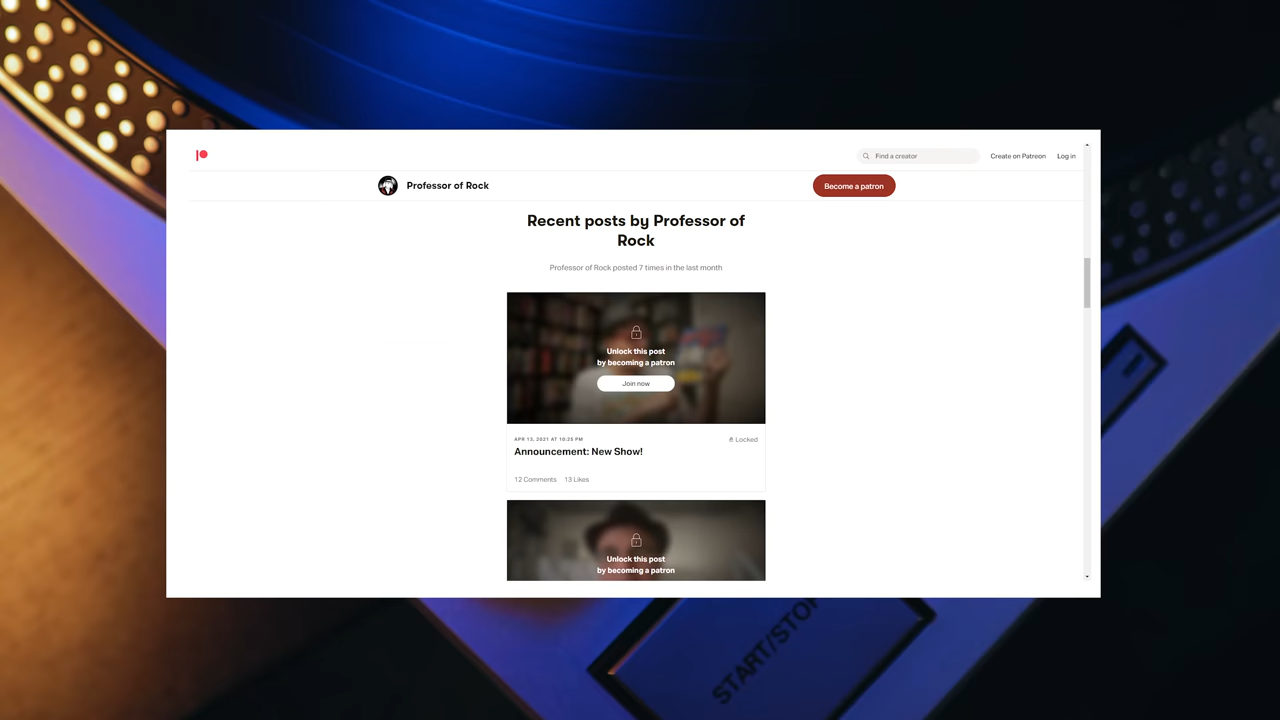 Find a creator
Create on Patreon
Log in
Professor of Rock
Become a patron
Recent posts by Professor of
Rock
Professor of Rock posted 7 times in the last month
Unlock this post
by becoming a patron
Join now
APR 13, 2021 AT 10:25 PM
Locked
Announcement: New Show!
12 Comments
13 Likes
Unlock this post
by becoming a patron
START/STOP